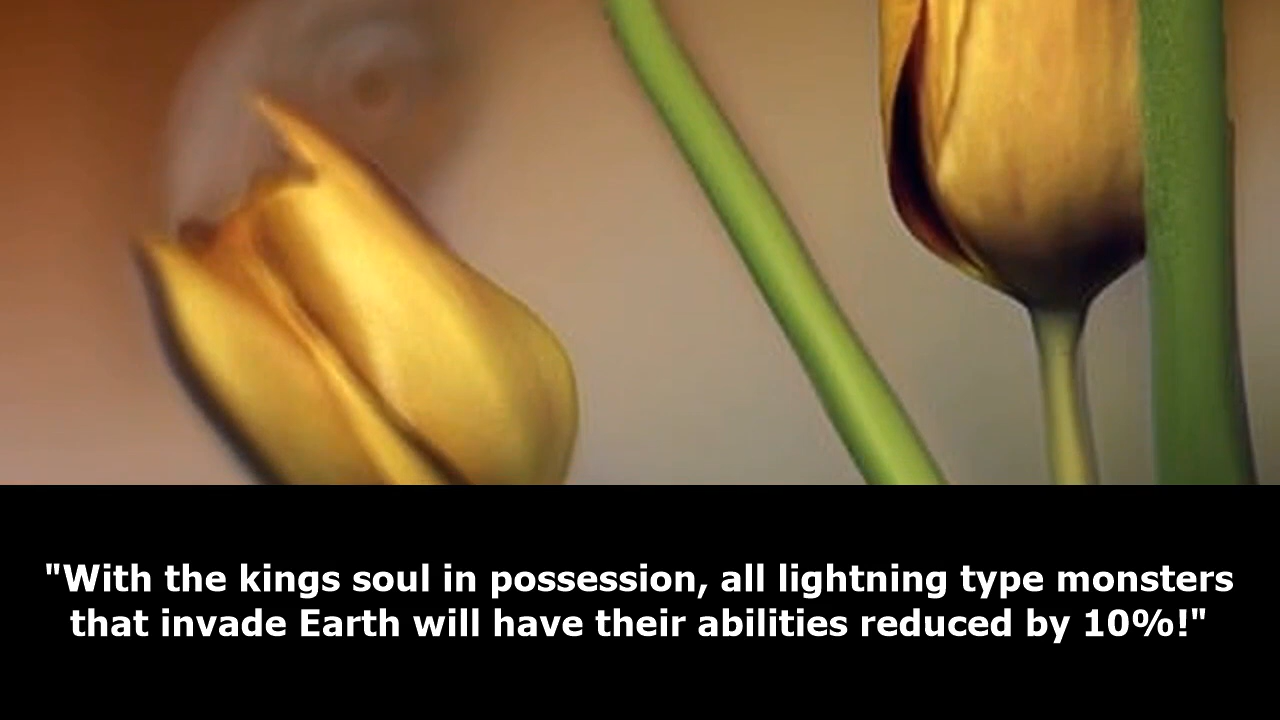 "With the kings soul in possession, all lightning type monsters
that invade Earth will have their abilities reduced by 10%!"